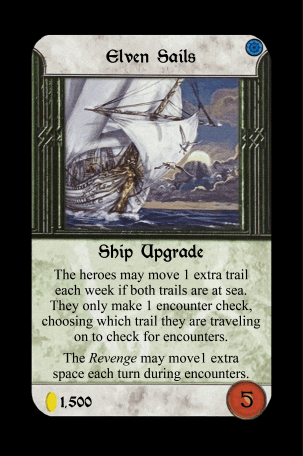 Elven Sails
Ship Upgrade
The heroes may move 1 extra trail
each week if both trails are at sea.
They only make 1 encounter check,
choosing which trail they are traveling
on to check for encounters.
The Revenge may move1 extra
space each turn during encounters.
1,500
5